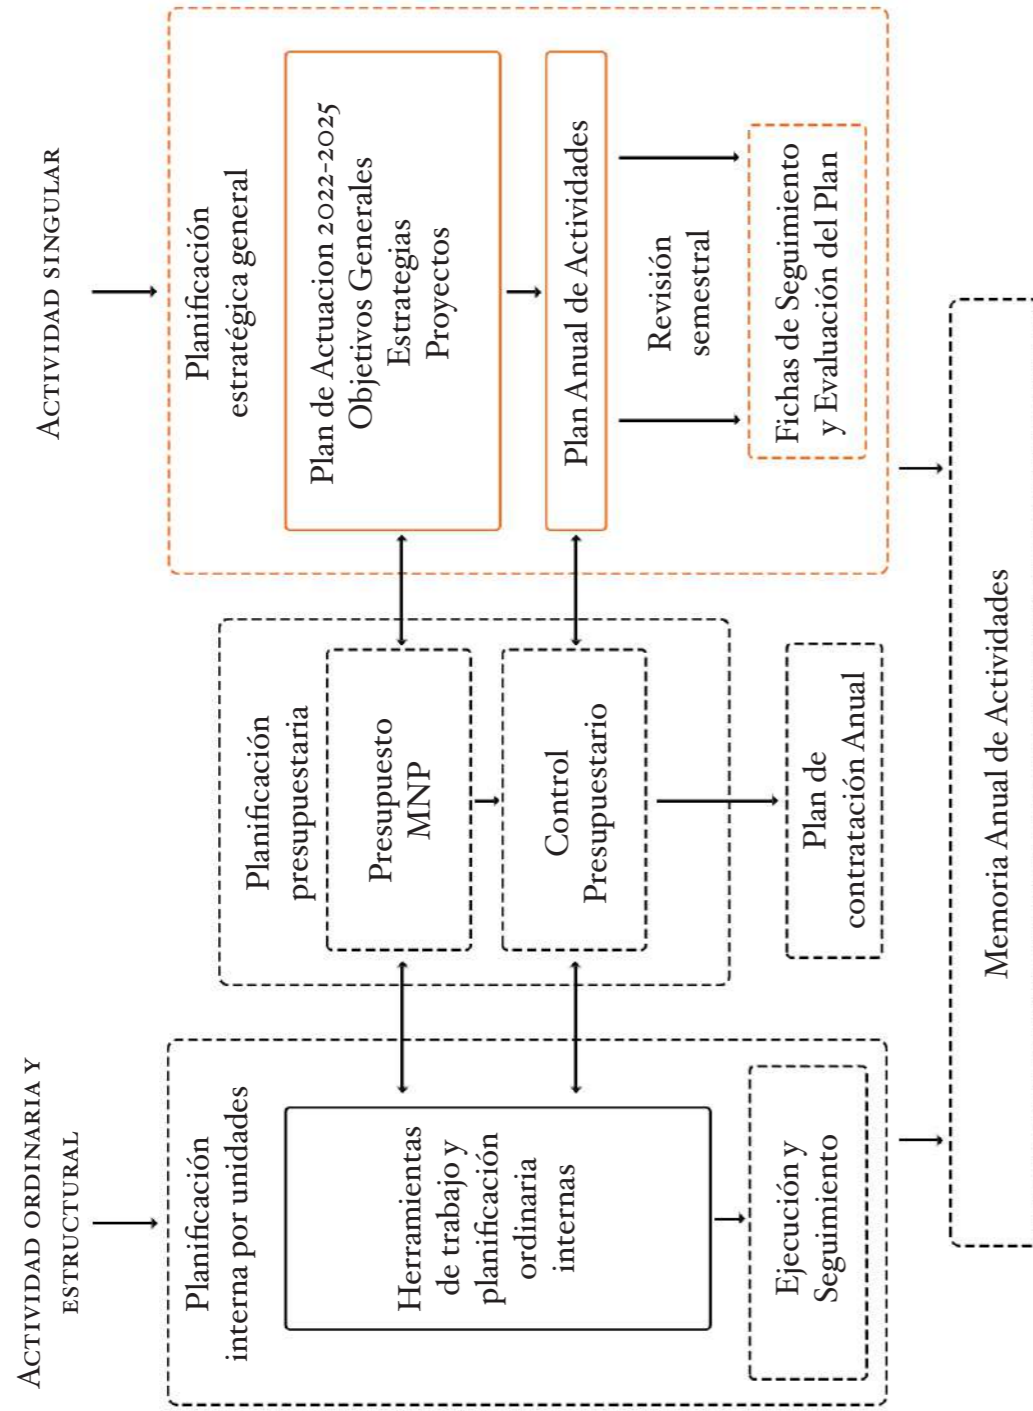 ACTIVIDAD ORDINARIA Y
ESTRUCTURAL
Planificación
interna por unidades
Herramientas
de trabajo y
planificación
ordinaria
internas
Ejecución y
Seguimiento
Planificación
presupuestaria
Presupuesto
MNP
Control
Presupuestario
Plan de
contratación Anual
ACTIVIDAD SINGULAR
Planificación
estratégica general
Plan de Actuacion 2022-2025
Objetivos Generales
Estrategias
Proyectos
Plan Anual de Actividades
Revisión
semestral
Fichas de Seguimiento
y Evaluación del Plan
Memoria Anual de Actividades